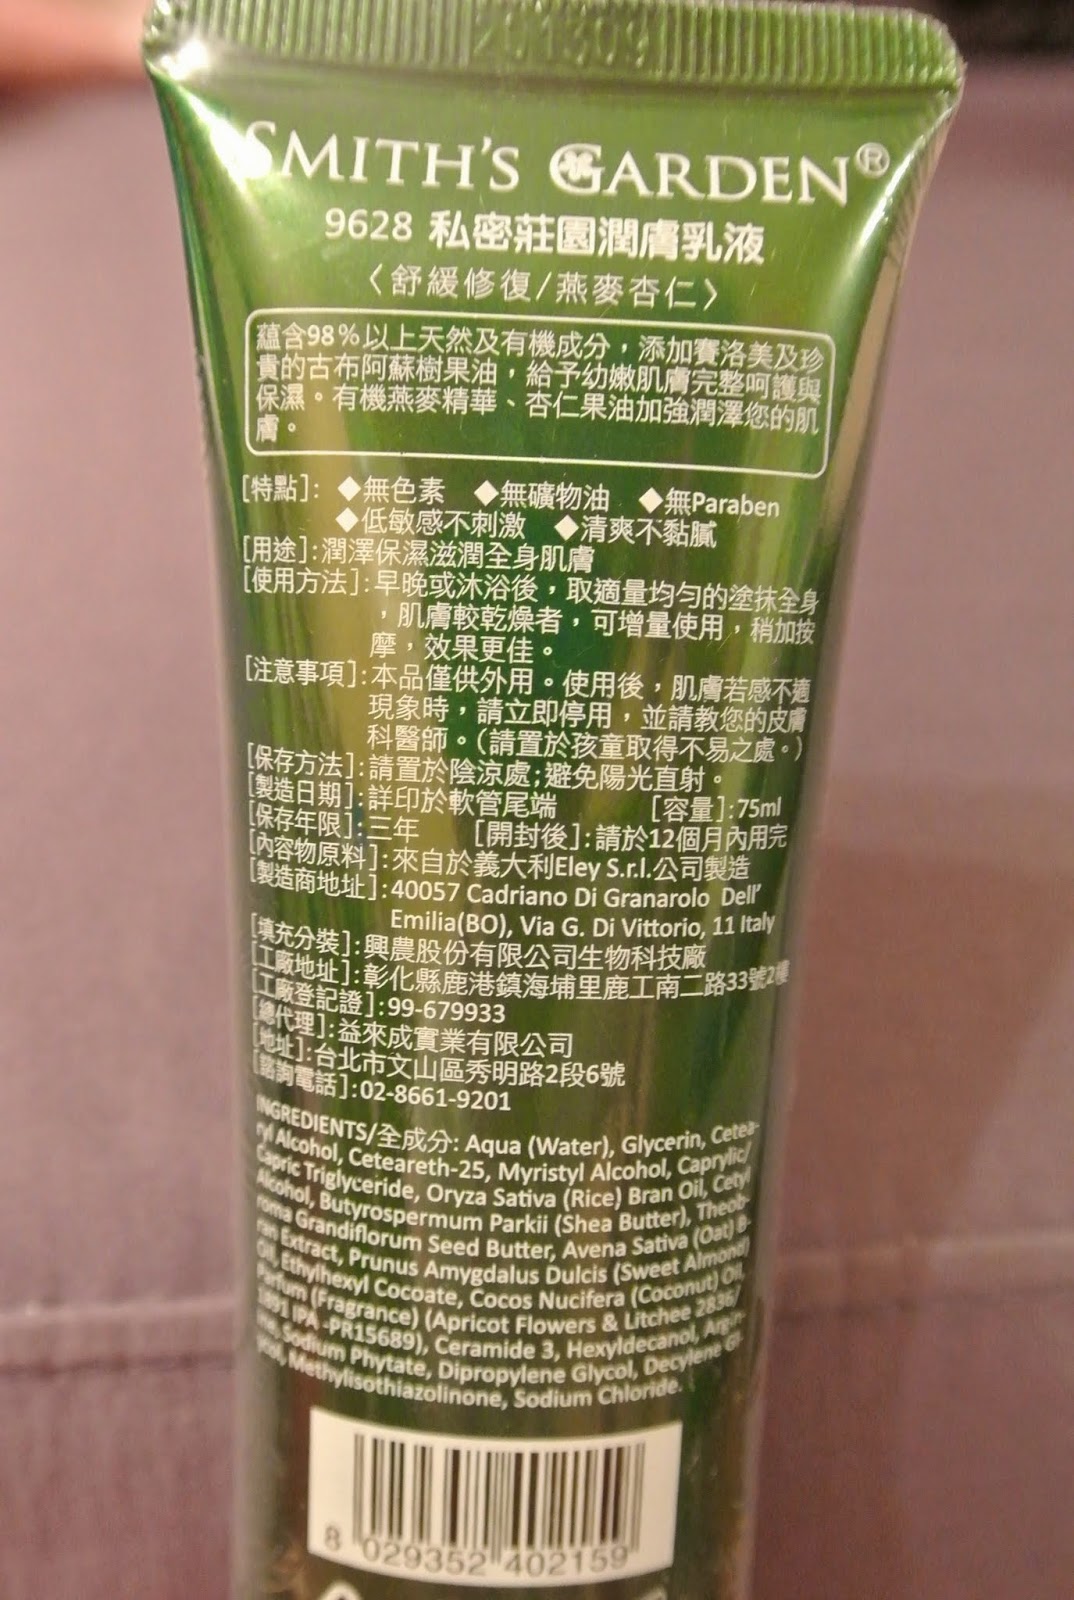 201309
SMITH'S GARDEN®
9628 私密莊園潤膚乳液
〈舒緩修復/燕麥杏仁〉
蘊含98%以上天然及有機成分，添加賽洛美及珍
貴的古布阿蘇樹果油，給予幼嫩肌膚完整呵護與
保濕。有機燕麥精華、杏仁果油加強潤澤您的肌
膚。
[特點]: ◆無色素 ◆無礦物油 ◆無Paraben
◆低敏感不刺激 ◆清爽不黏膩
[用途]:潤澤保濕滋潤全身肌膚
[使用方法]:早晚或沐浴後，取適量均勻的塗抹全身
，肌膚較乾燥者，可增量使用，稍加按
摩，效果更佳。
[注意事項]:本品僅供外用。使用後，肌膚若感不適
現象時，請立即停用，並請教您的皮膚
科醫師。(請置於孩童取得不易之處。)
[保存方法]:請置於陰涼處;避免陽光直射。
[製造日期]:詳印於軟管尾端 [容量]:75ml
[保存年限]:三年 [開封後]:請於12個月內用完
[內容物原料]:來自於義大利Eley S.r.l.公司製造
[製造商地址]:40057 Cadriano Di Granarolo Dell'
Emilia(BO), Via G. Di Vittorio, 11 Italy
[填充分裝]:興農股份有限公司生物科技廠
[工廠地址]:彰化縣鹿港鎮海埔里鹿工南二路33號2樓
[工廠登記證]:99-679933
[總代理]:益來成實業有限公司
[地址]:台北市文山區秀明路2段6號
[諮詢電話]:02-8661-9201
INGREDIENTS/全成分: Aqua (Water), Glycerin, Cetea-
ryl Alcohol, Ceteareth-25, Myristyl Alcohol, Caprylic/
Capric Triglyceride, Oryza Sativa (Rice) Bran Oil, Cetyl
Alcohol, Butyrospermum Parkii (Shea Butter), Theob-
roma Grandiflorum Seed Butter, Avena Sativa (Oat) B-
ran Extract, Prunus Amygdalus Dulcis (Sweet Almond)
Oil, Ethylhexyl Cocoate, Cocos Nucifera (Coconut) Oil,
Parfum (Fragrance) (Apricot Flowers & Litchee 2836/
1891 IPA -PR15689), Ceramide 3, Hexyldecanol, Argin-
ine, Sodium Phytate, Dipropylene Glycol, Decylene Gl-
ycol, Methylisothiazolinone, Sodium Chloride.
8 029352 402159